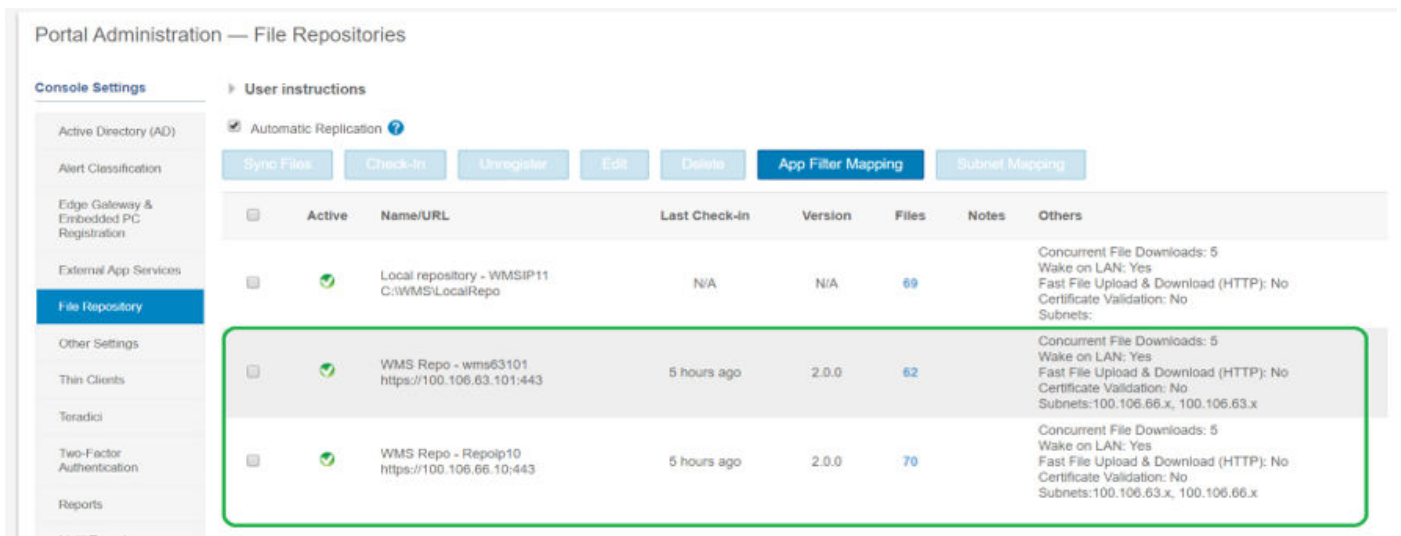 Portal Administration — File Repositories
Console Settings
Active Directory (AD)
Alert Classification
Edge Gateway &
Embedded PC
Registration
External App Services
File Repository
Other Settings
Thin Clients
Teradici
Two-Factor
Authentication
Reports
User instructions
Automatic Replication ?
Sync Files Check-In Unregister Edit Delete App Filter Mapping Subnet Mapping
Active Name/URL Last Check-in Version Files Notes Others
Local repository - WMSIP11
C:\WMS\LocalRepo
N/A N/A 69
Concurrent File Downloads: 5
Wake on LAN: Yes
Fast File Upload & Download (HTTP): No
Certificate Validation: No
Subnets:
WMS Repo - wms63101
https://100.106.63.101:443
5 hours ago 2.0.0 62
Concurrent File Downloads: 5
Wake on LAN: Yes
Fast File Upload & Download (HTTP): No
Certificate Validation: No
Subnets:100.106.66.x, 100.106.63.x
WMS Repo - Repoip10
https://100.106.66.10:443
5 hours ago 2.0.0 70
Concurrent File Downloads: 5
Wake on LAN: Yes
Fast File Upload & Download (HTTP): No
Certificate Validation: No
Subnets:100.106.63.x, 100.106.66.x